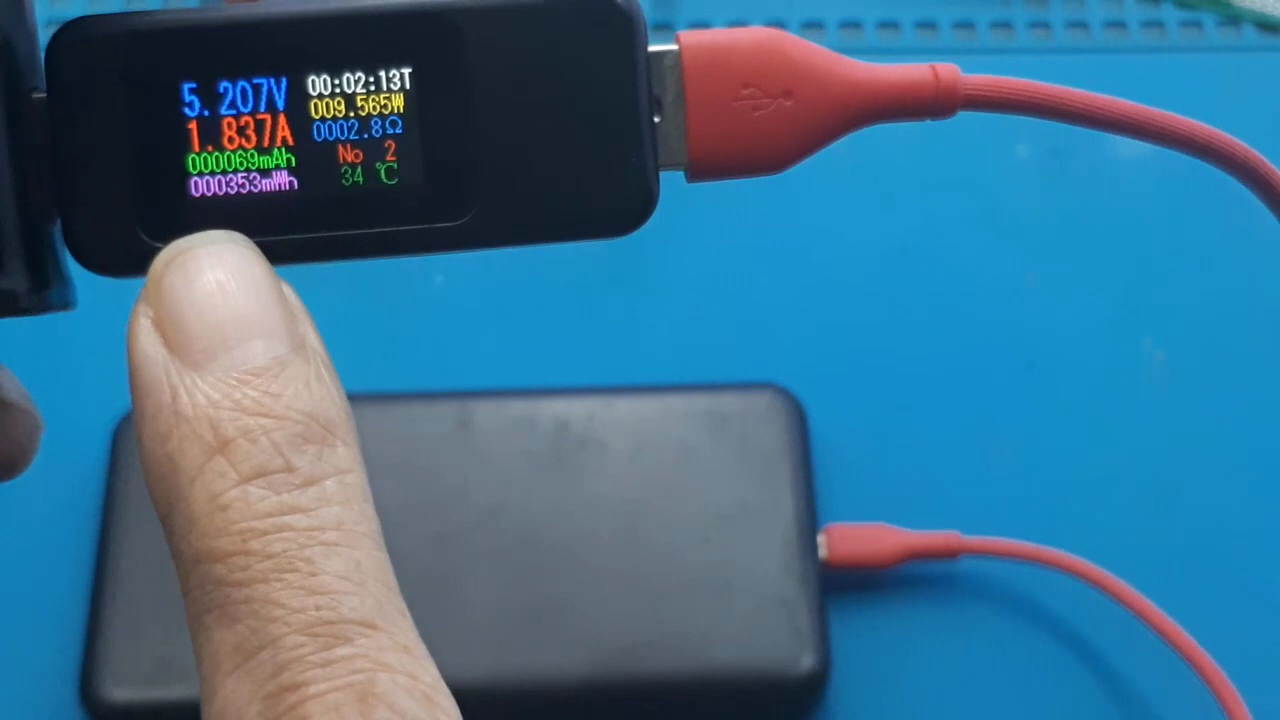 5.207V
1.837A
000069mAh
000353mWh
00:02:13T
009.565W
0002.8Ω
No 2
34 ℃